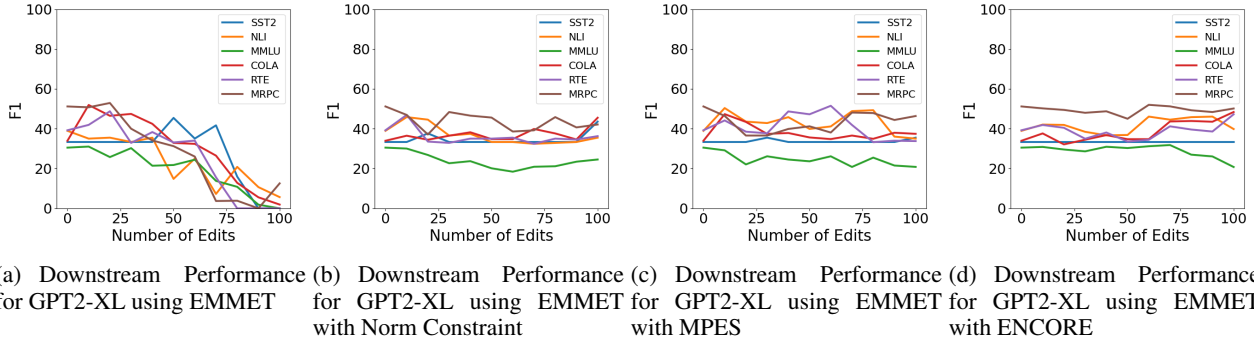 100
80
60
40
20
0
F1
0 25 50 75 100
Number of Edits
SST2
NLI
MMLU
COLA
RTE
MRPC
(a) Downstream Performance
for GPT2-XL using EMMET
100
80
60
40
20
0
F1
0 25 50 75 100
Number of Edits
SST2
NLI
MMLU
COLA
RTE
MRPC
(b) Downstream Performance
for GPT2-XL using EMMET
with Norm Constraint
100
80
60
40
20
0
F1
0 25 50 75 100
Number of Edits
SST2
NLI
MMLU
COLA
RTE
MRPC
(c) Downstream Performance
for GPT2-XL using EMMET
with MPES
100
80
60
40
20
0
F1
0 25 50 75 100
Number of Edits
SST2
NLI
MMLU
COLA
RTE
MRPC
(d) Downstream Performance
for GPT2-XL using EMMET
with ENCORE